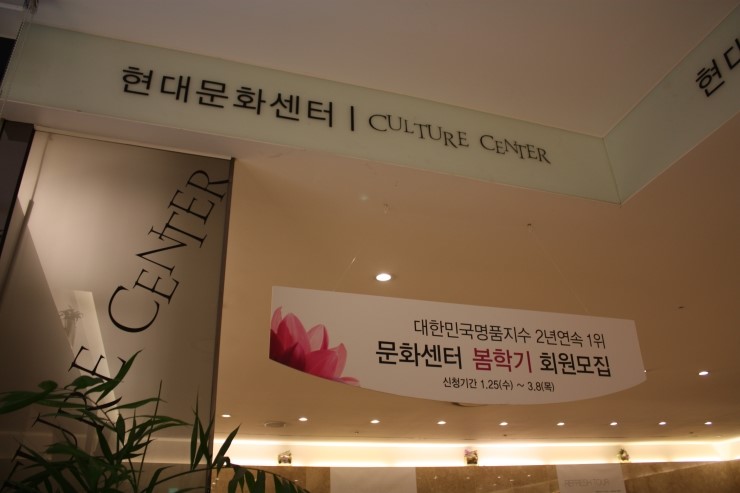 현대문화센터 | CULTURE CENTER
현대
CENTER
대한민국명품지수 2년연속 1위
문화센터 봄학기 회원모집
신청기간 1.25(수) ~ 3.8(목)